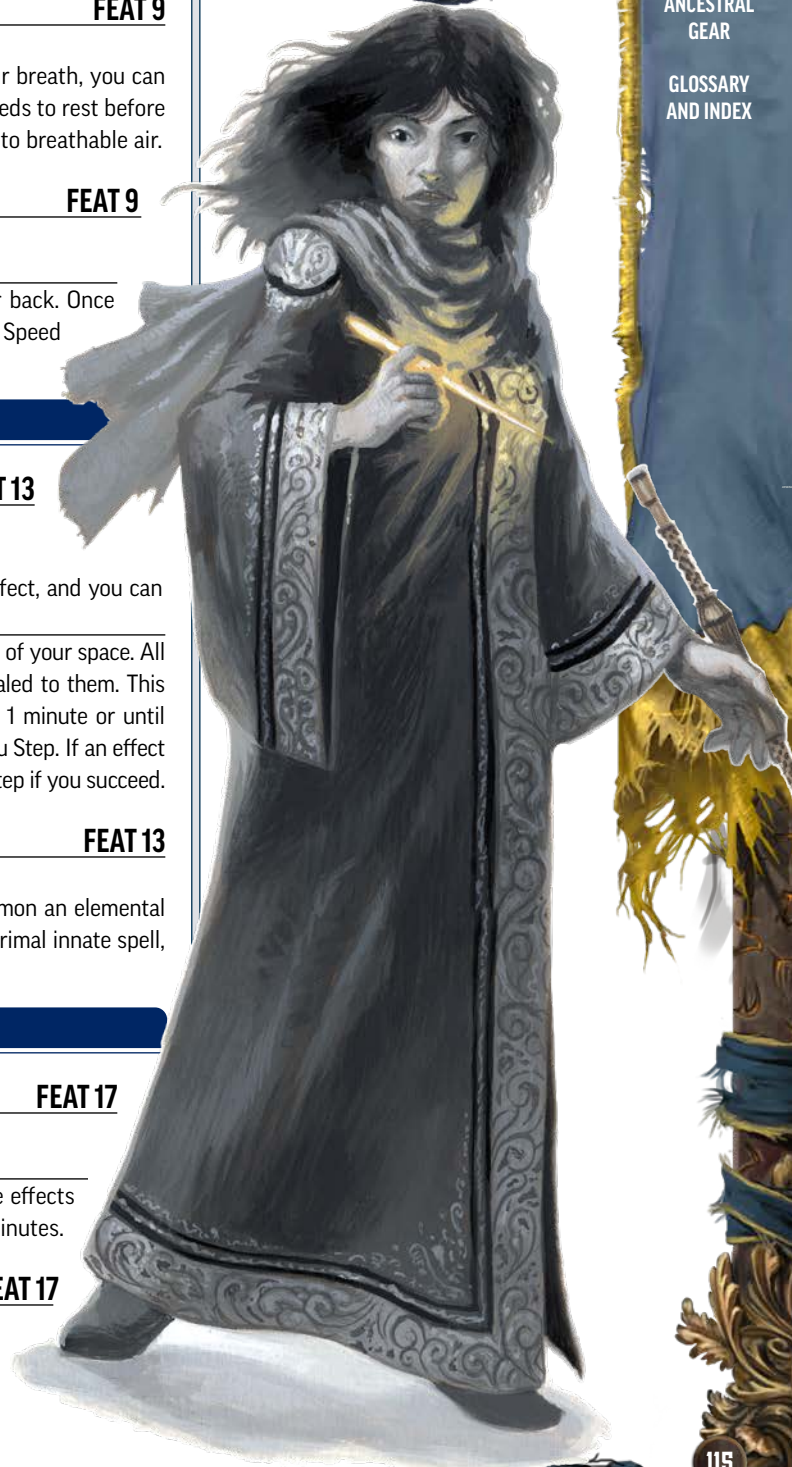 FEAT 9
r breath, you can
eds to rest before
to breathable air.
FEAT 9
back. Once
Speed
13
fect, and you can
of your space. All
aled to them. This
1 minute or until
u Step. If an effect
tep if you succeed.
FEAT 13
mon an elemental
rimal innate spell,
FEAT 17
e effects
inutes.
EAT 17
ANCESTRAL
GEAR
GLOSSARY
AND INDEX
115